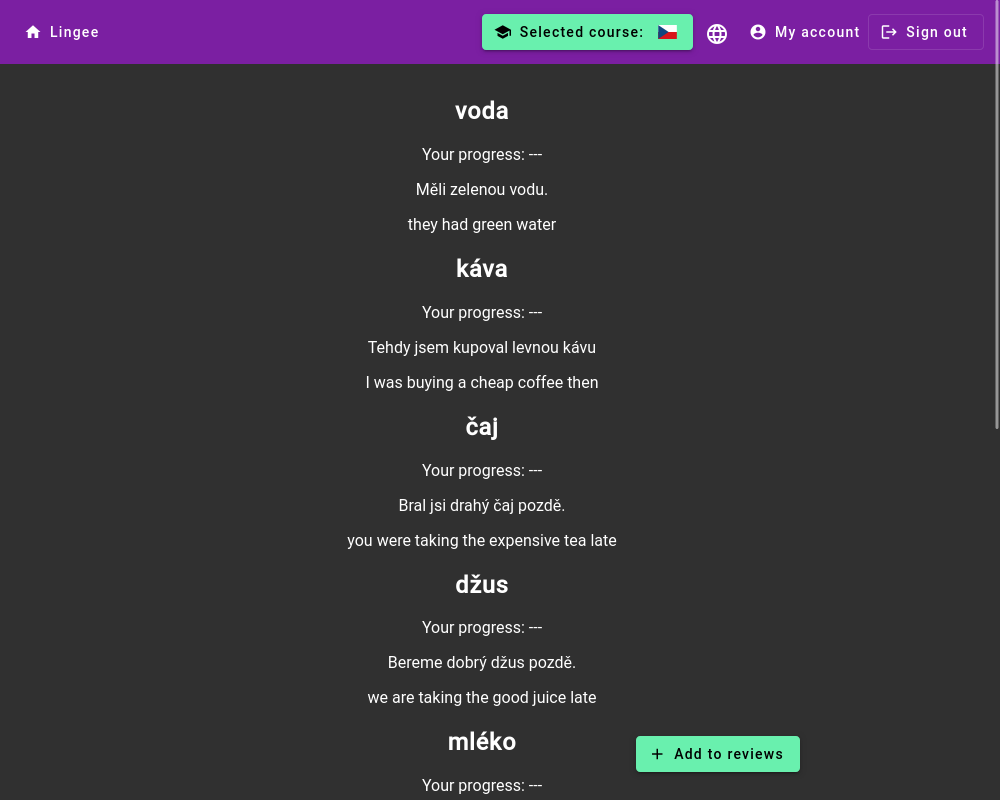 Lingee
Selected course:
My account
Sign out
voda
Your progress: ---
Měli zelenou vodu.
they had green water
káva
Your progress: ---
Tehdy jsem kupoval levnou kávu
I was buying a cheap coffee then
čaj
Your progress: ---
Bral jsi drahý čaj pozdě.
you were taking the expensive tea late
džus
Your progress: ---
Bereme dobrý džus pozdě.
we are taking the good juice late
mléko
Add to reviews
Your progress: ---